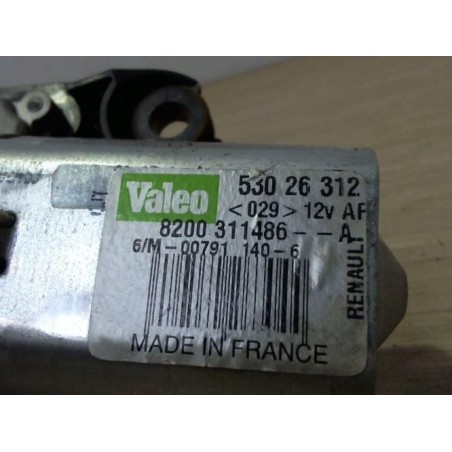 Valeo 530 26 312
<029> 12v AF
8200 311486 -- A
6/M-00791 140-6
RENAULT
MADE IN FRANCE